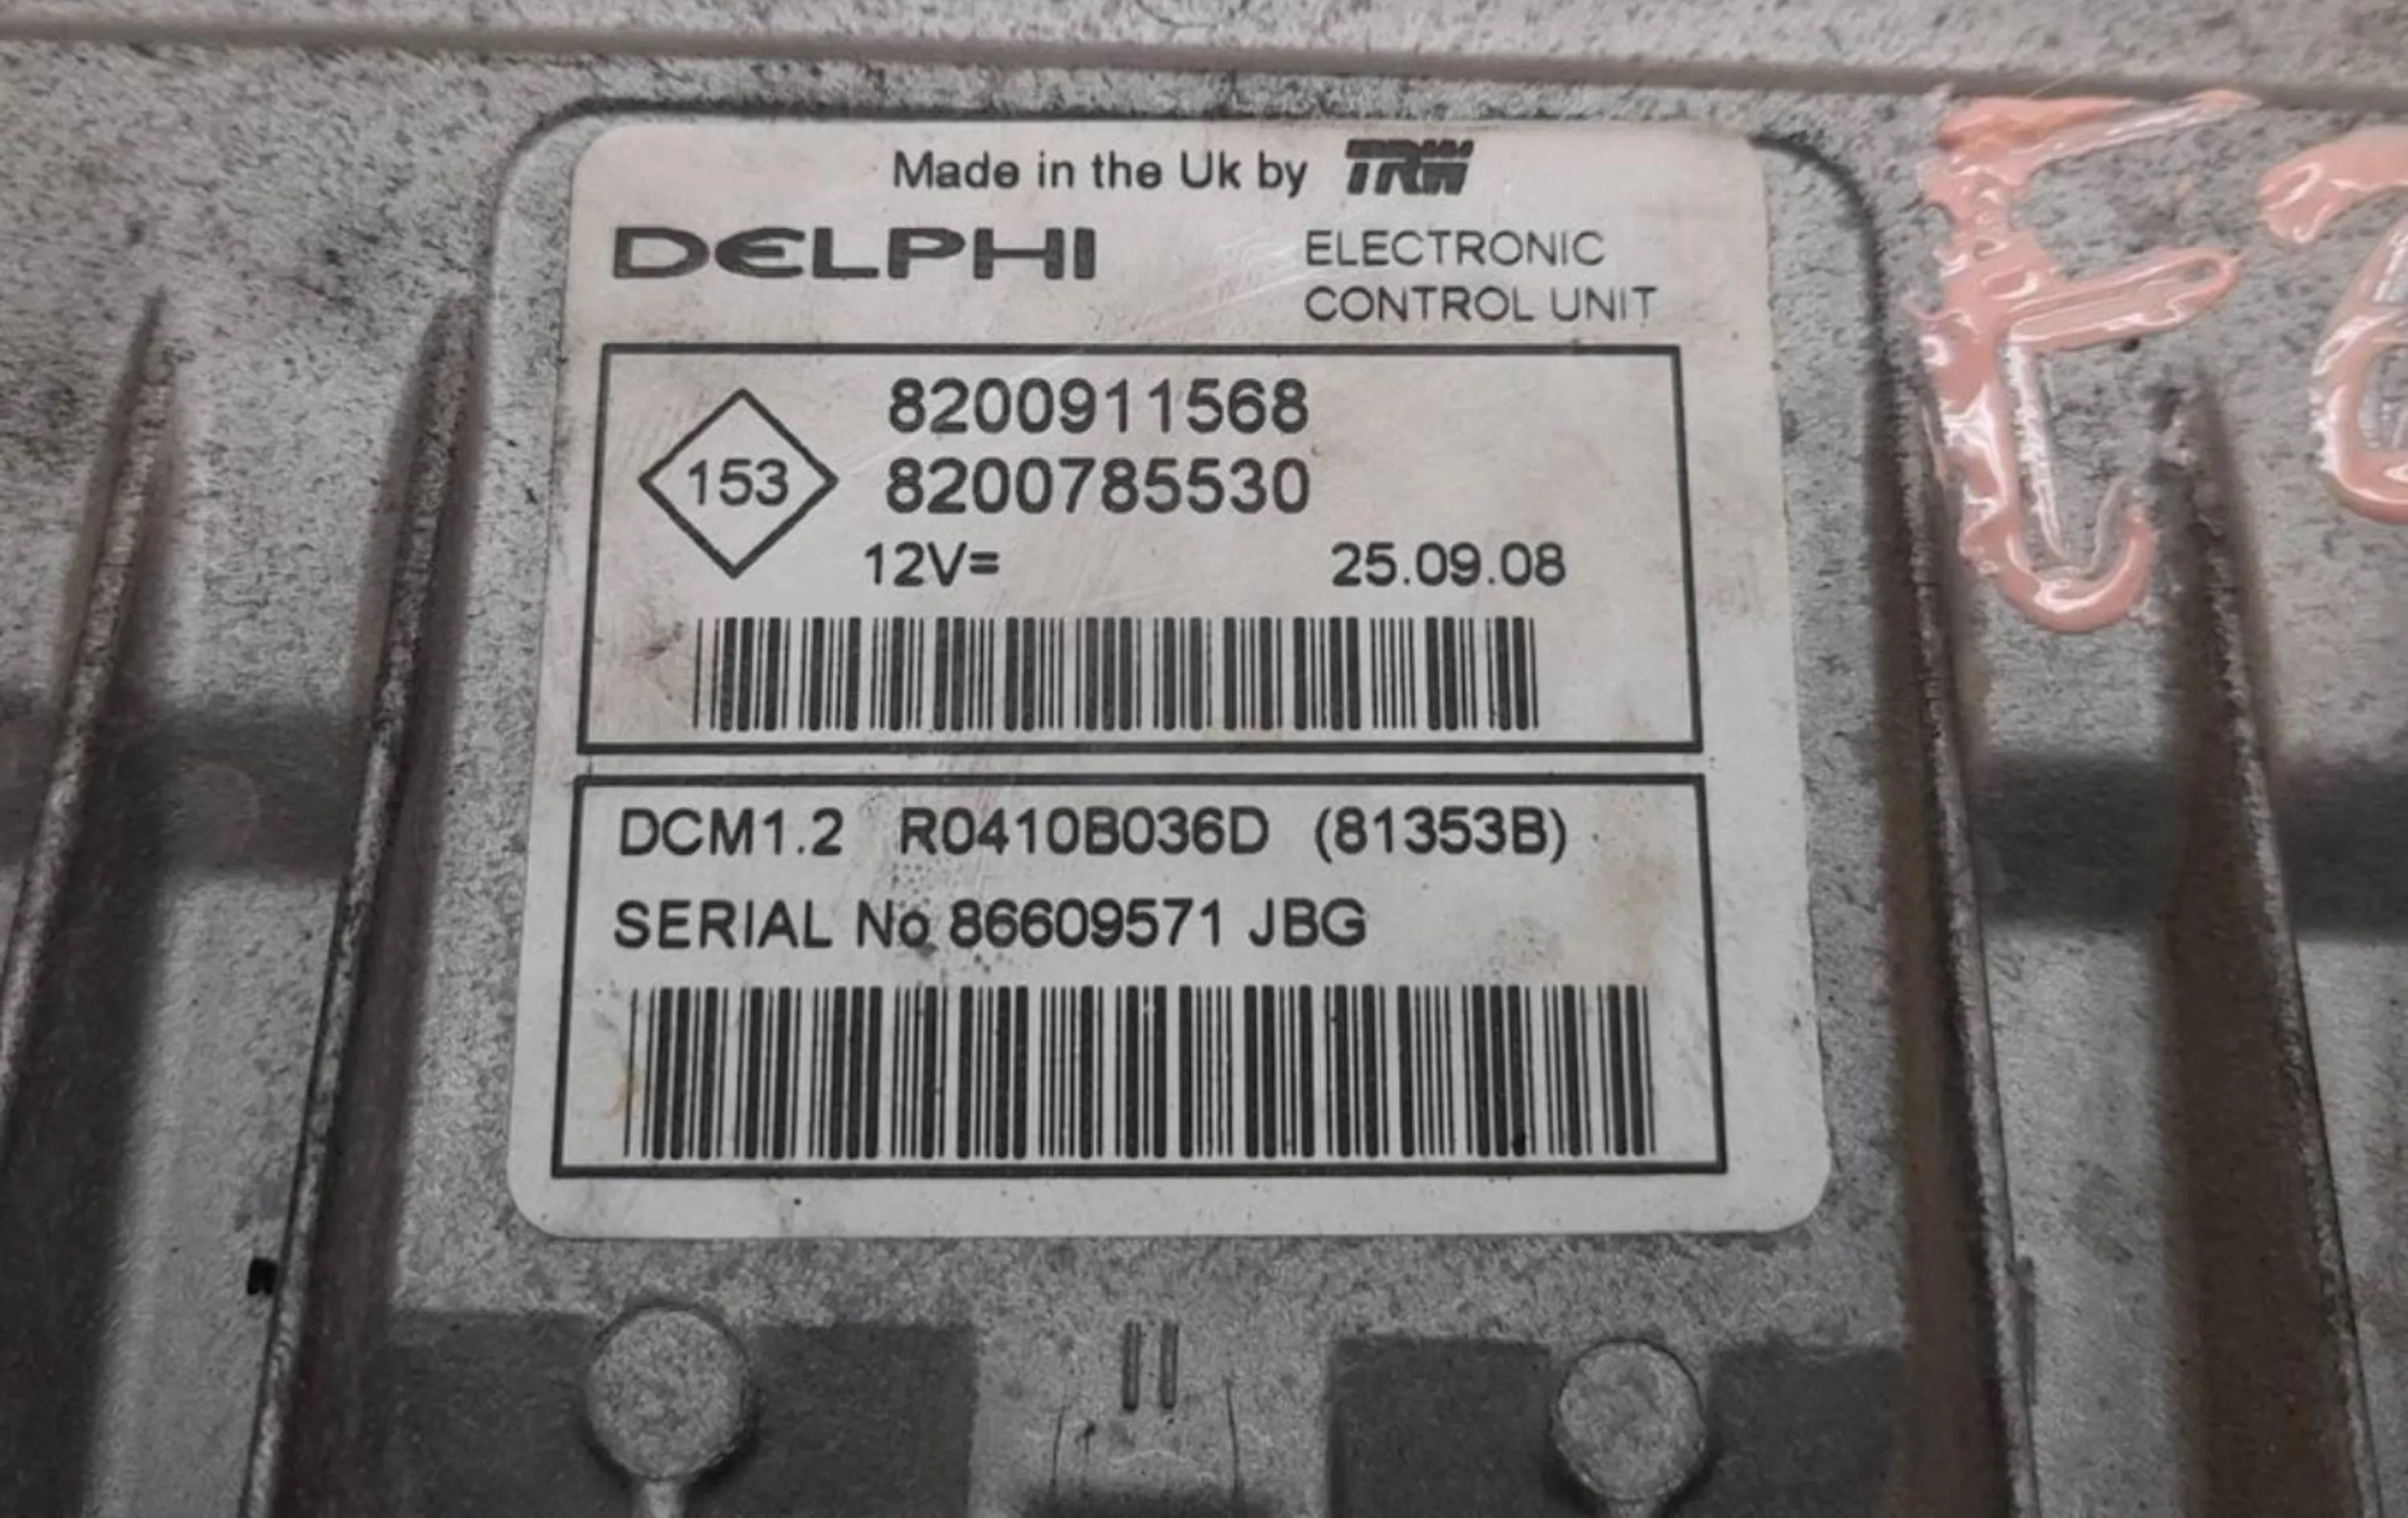 Made in the Uk by TRW
DELPHI
ELECTRONIC
CONTROL UNIT
153
8200911568
8200785530
12V=
25.09.08
DCM1.2 R0410B036D (81353B)
SERIAL No 86609571 JBG